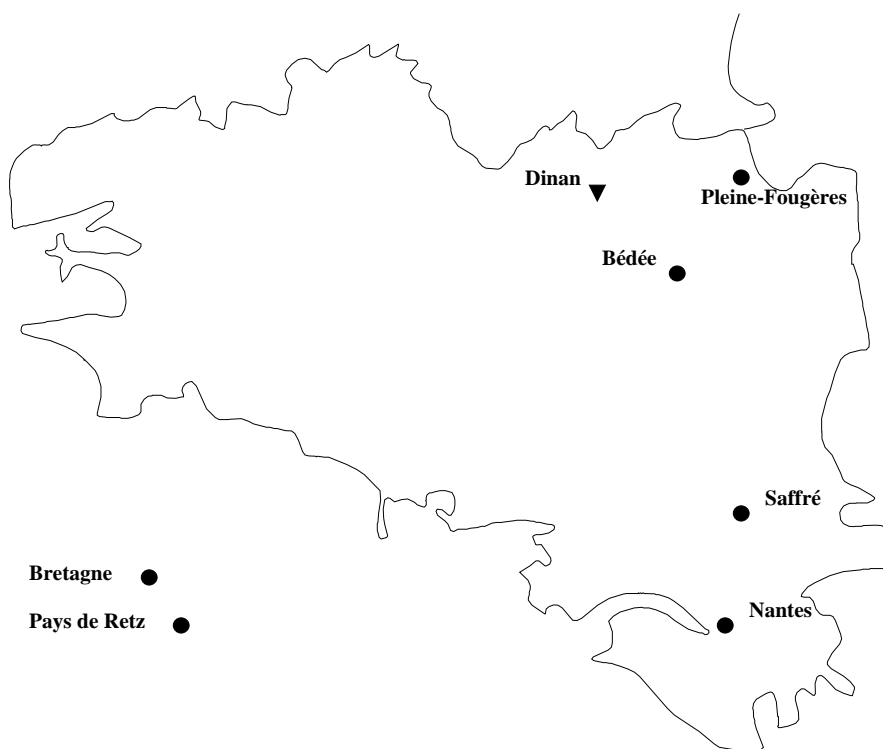 Dinan
Pleine-Fougères
Bédée
Saffré
Bretagne
Nantes
Pays de Retz